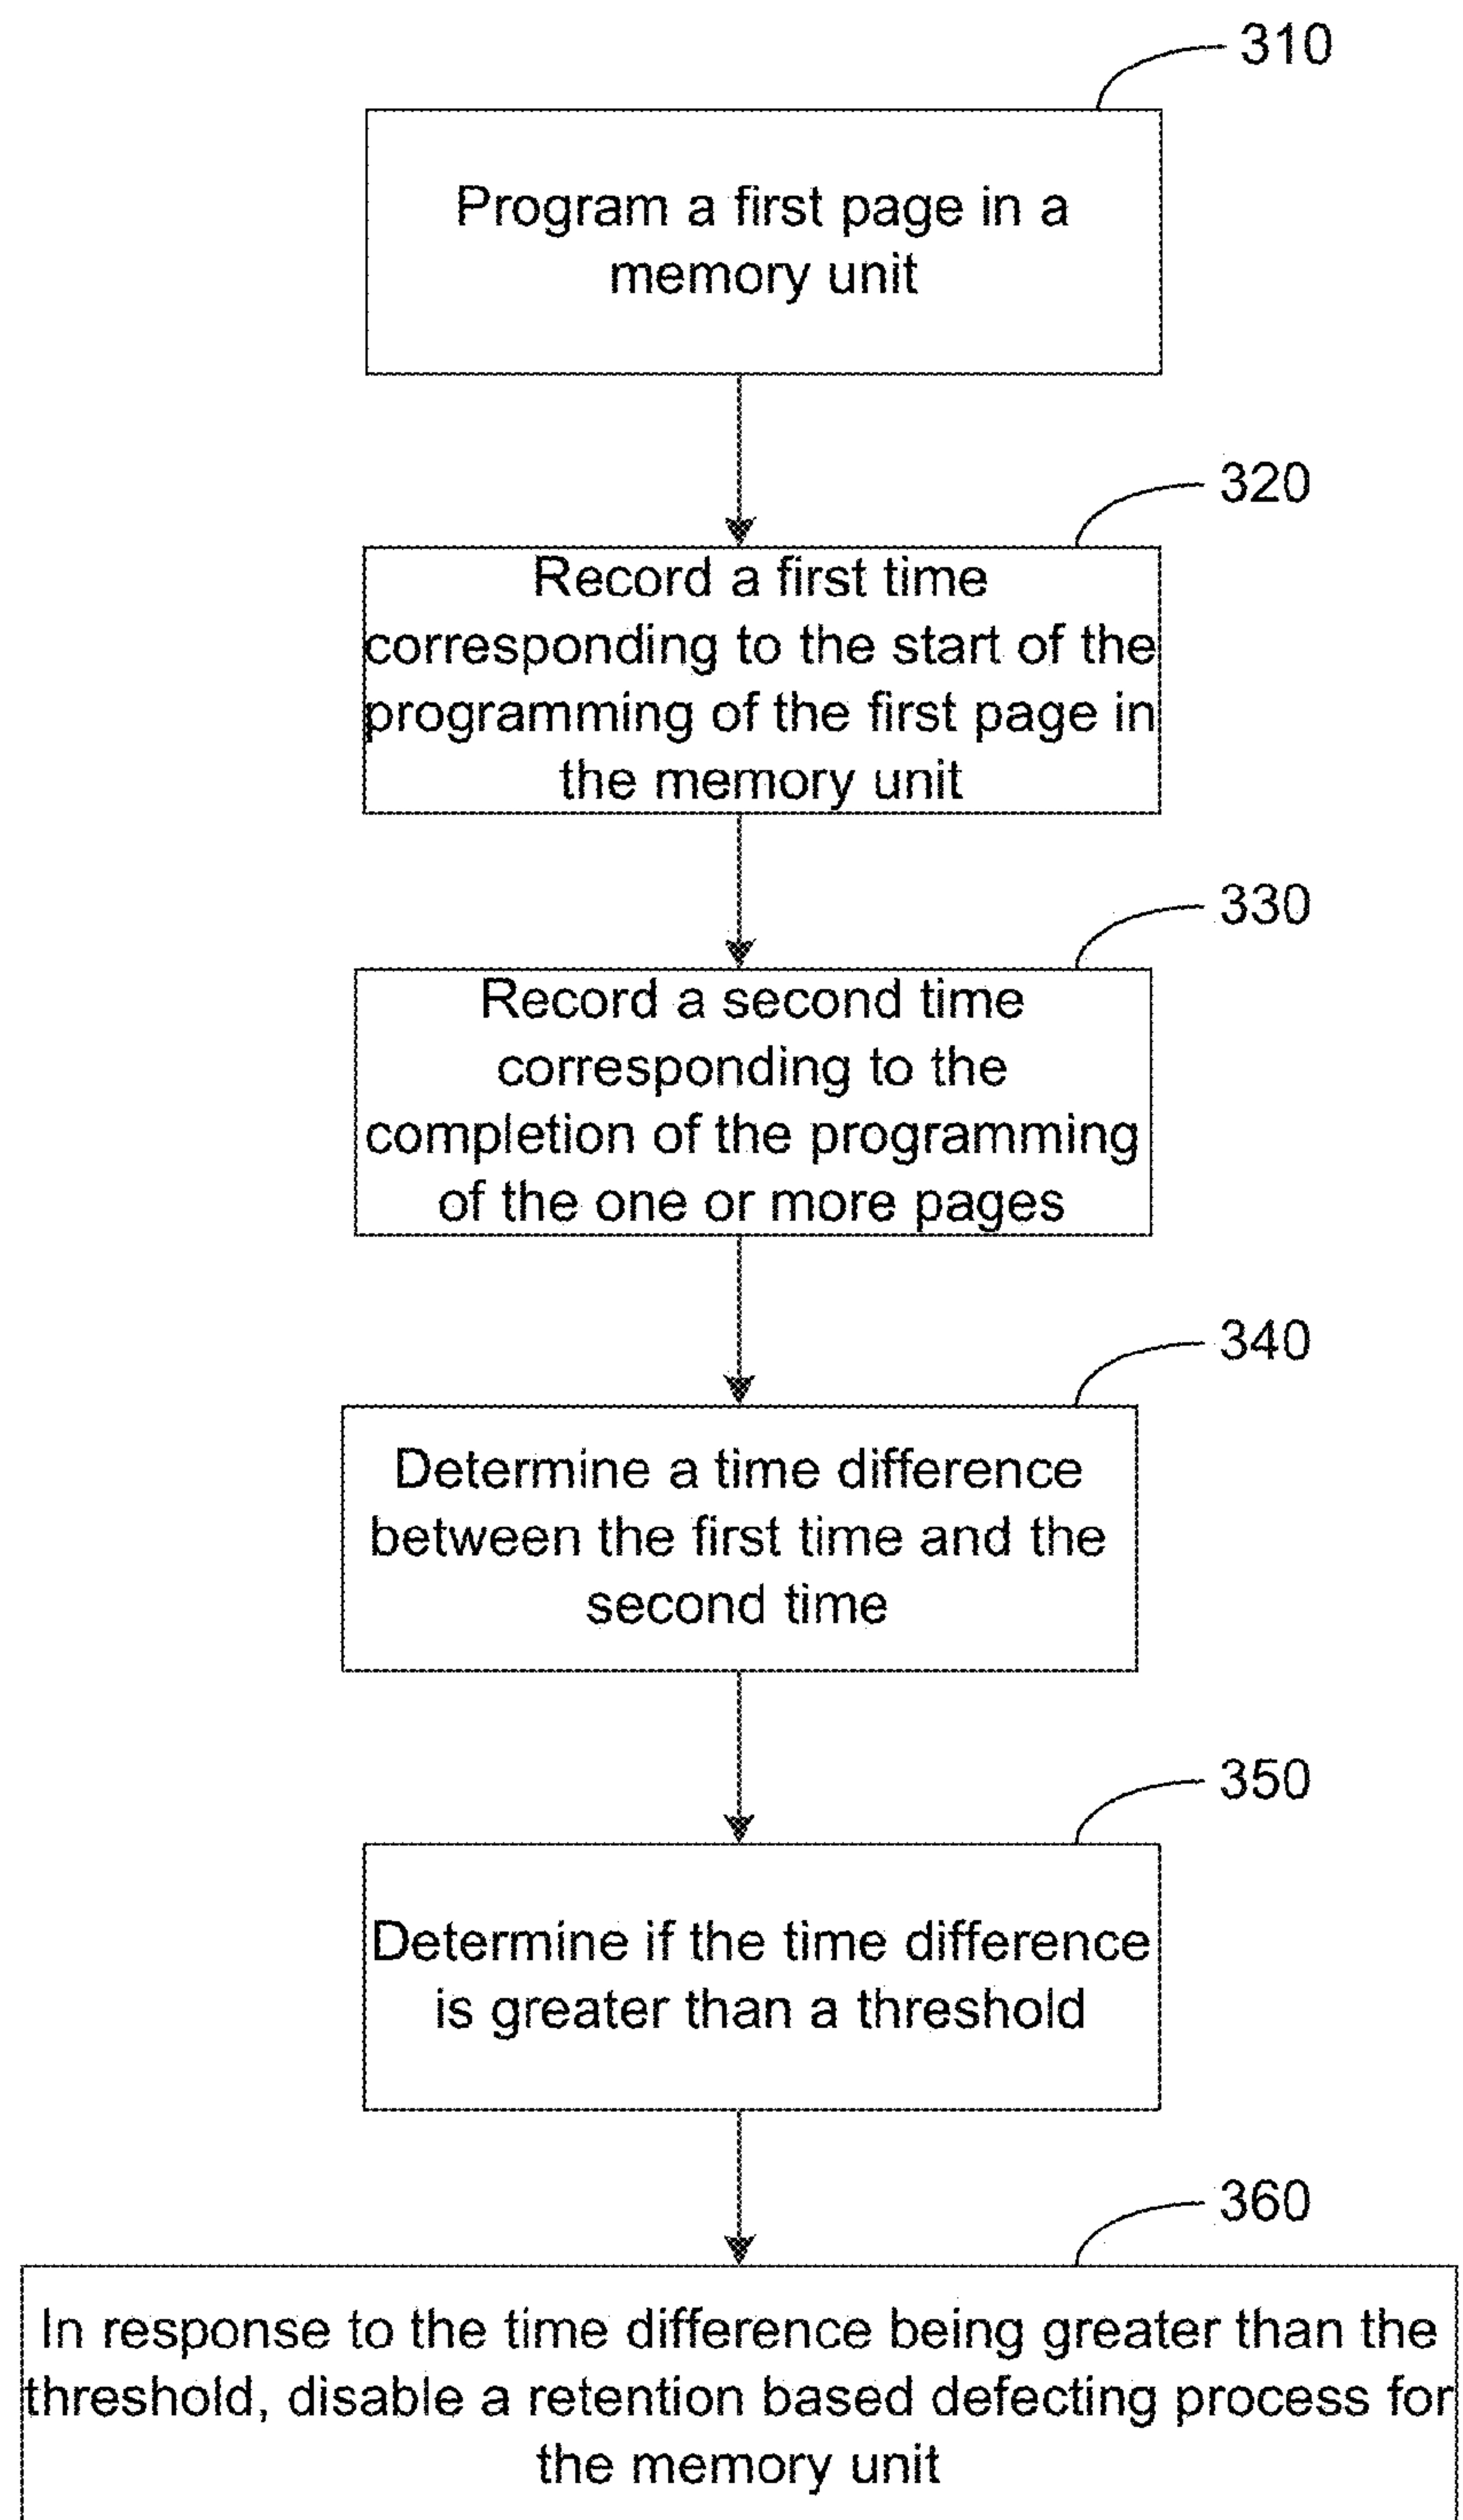 310
Program a first page in a
memory unit
320
Record a first time
corresponding to the start of the
programming of the first page in
the memory unit
330
Record a second time
corresponding to the
completion of the programming
of the one or more pages
340
Determine a time difference
between the first time and the
second time
350
Determine if the time difference
is greater than a threshold
360
In response to the time difference being greater than the
threshold, disable a retention based defecting process for
the memory unit